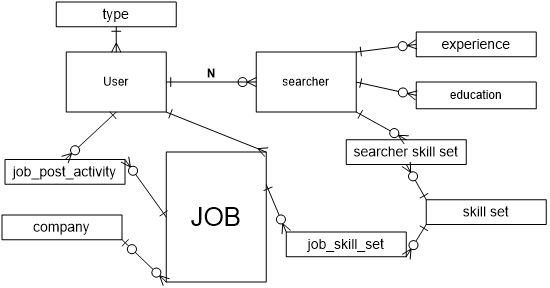 type
User
N
searcher
experience
education
searcher skill set
job_post_activity
JOB
company
skill set
job_skill_set